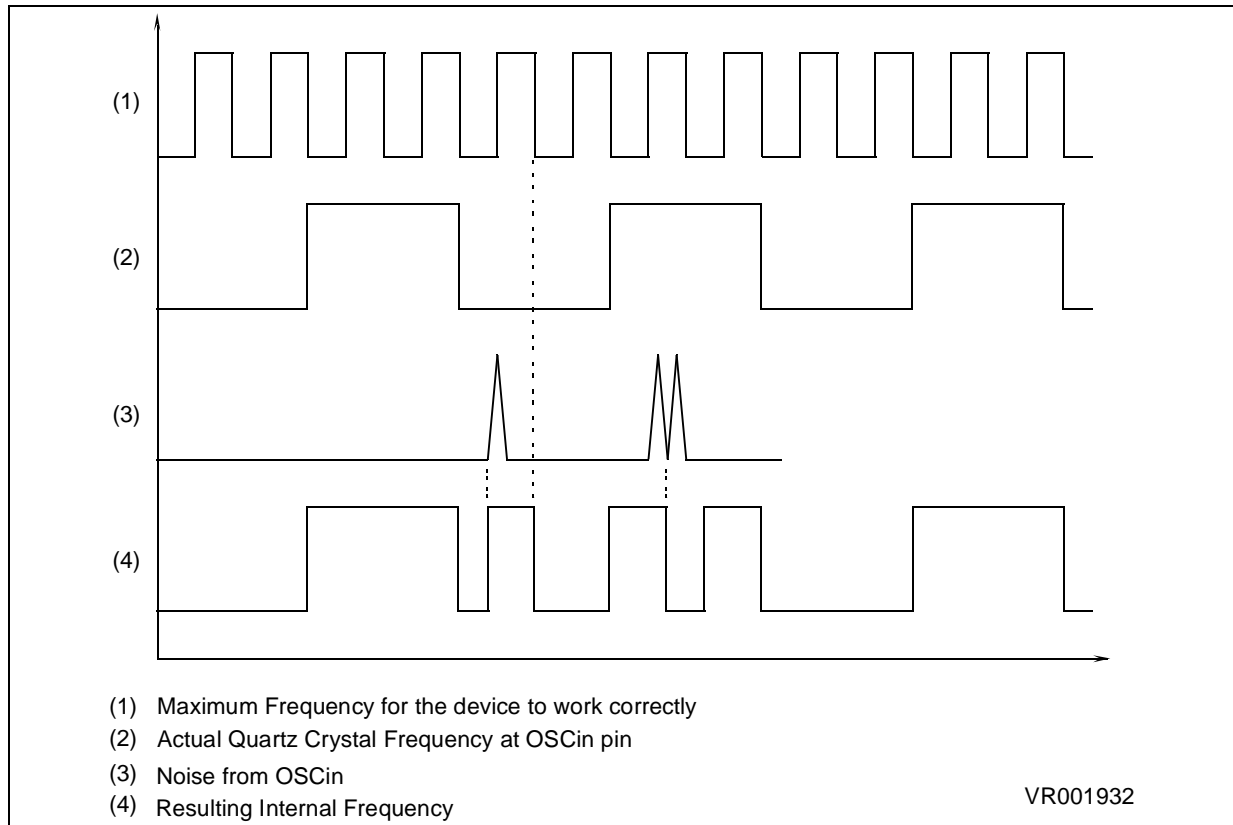 (1)
(2)
(3)
(4)
(1) Maximum Frequency for the device to work correctly
(2) Actual Quartz Crystal Frequency at OSCin pin
(3) Noise from OSCin
(4) Resulting Internal Frequency
VR001932